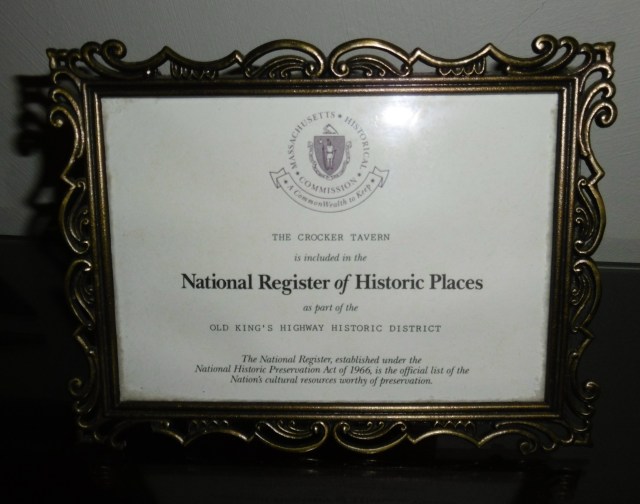 MASSACHUSETTS • HISTORICAL • COMMISSION •
A CommonWealth to Keep
THE CROCKER TAVERN
is included in the
National Register of Historic Places
as part of the
OLD KING'S HIGHWAY HISTORIC DISTRICT
The National Register, established under the
National Historic Preservation Act of 1966, is the official list of the
Nation's cultural resources worthy of preservation.